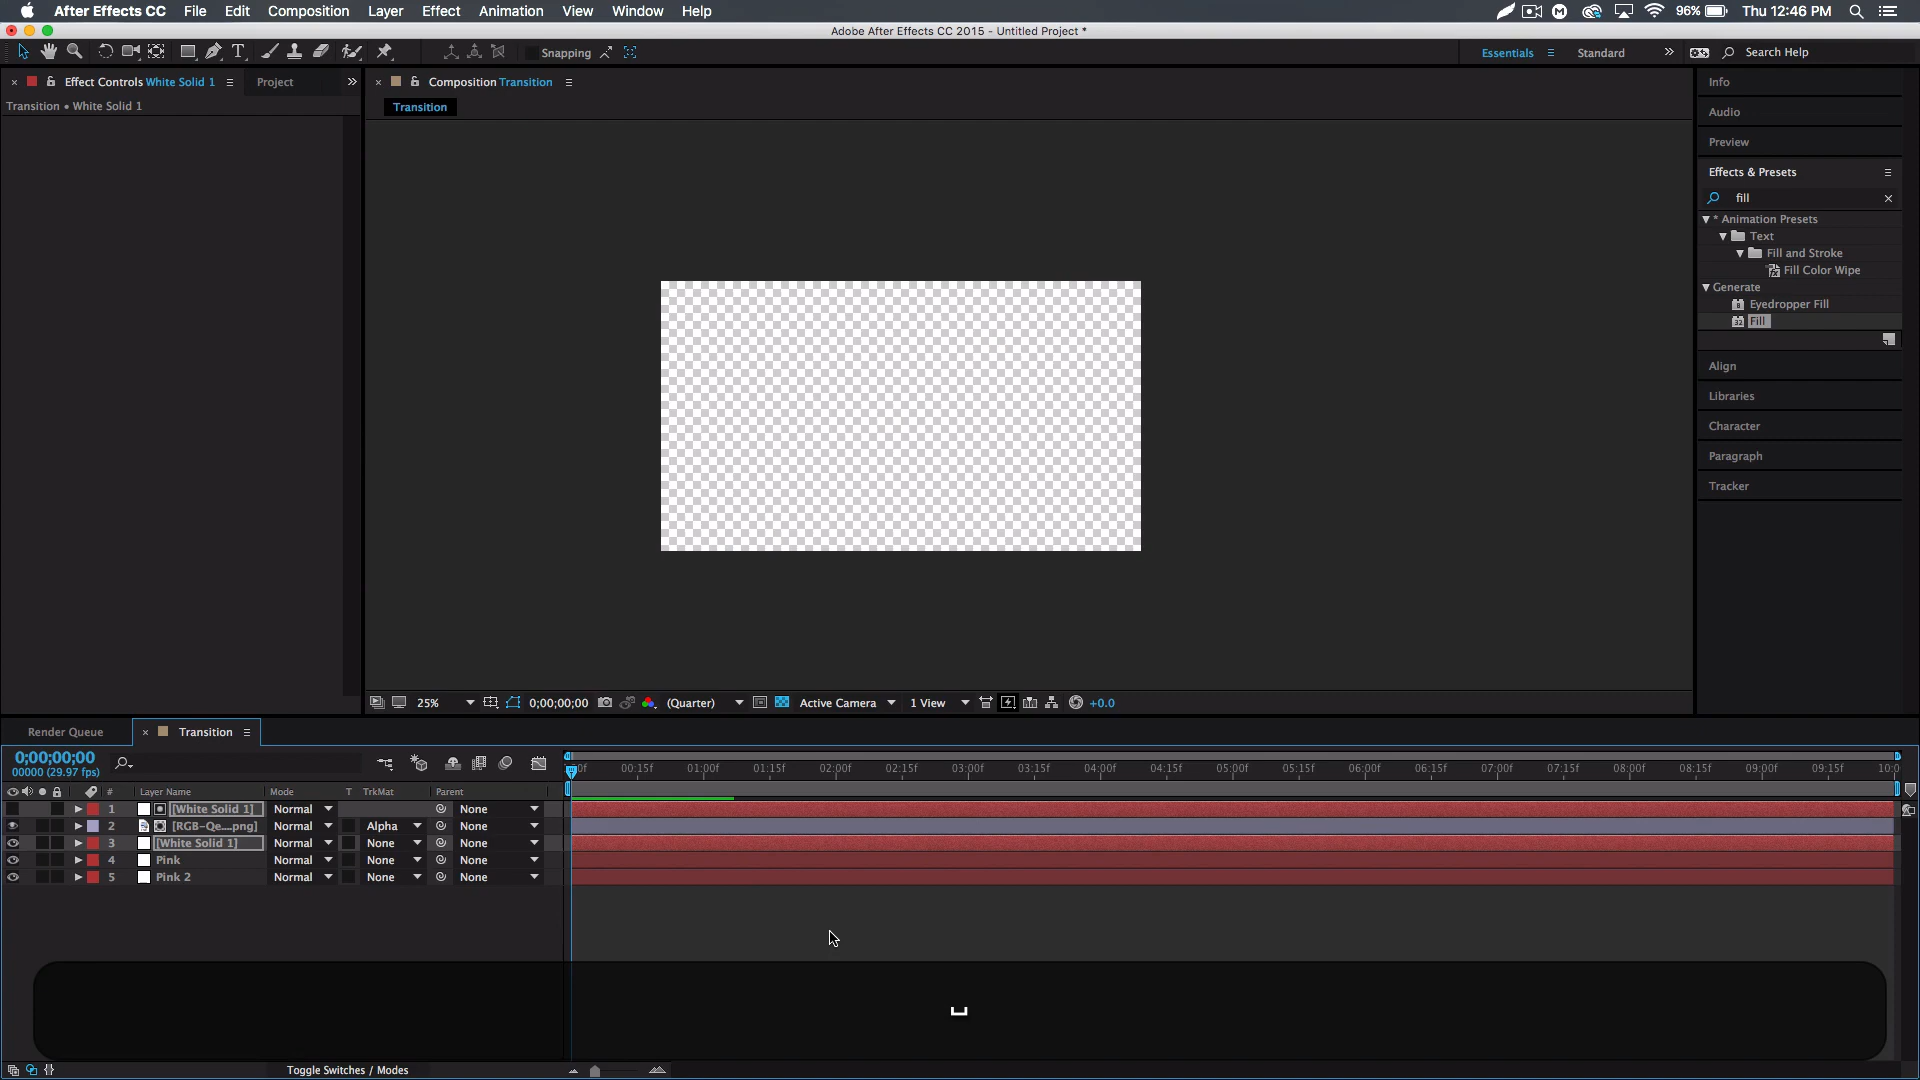 After Effects CC File Edit Composition Layer Effect Animation View Window Help 96% Thu 12:46 PM
Adobe After Effects CC 2015 - Untitled Project *
Snapping Essentials Standard Search Help
Effect Controls White Solid 1 Project Composition Transition Info
Transition • White Solid 1 Transition
Audio
Preview
Effects & Presets
fill
* Animation Presets
Text
Fill and Stroke
Fill Color Wipe
Generate
Eyedropper Fill
Fill
Align
Libraries
Character
Paragraph
Tracker
25% 0;00;00;00 (Quarter) Active Camera 1 View +0.0
Render Queue Transition
0;00;00;00
00000 (29.97 fps)
00:15f 01:00f 01:15f 02:00f 02:15f 03:00f 03:15f 04:00f 04:15f 05:00f 05:15f 06:00f 06:15f 07:00f 07:15f 08:00f 08:15f 09:00f 09:15f 10:0
# Layer Name Mode T TrkMat Parent
1 [White Solid 1] Normal None
2 [RGB-Qe....png] Normal Alpha None
3 [White Solid 1] Normal None None
4 Pink Normal None None
5 Pink 2 Normal None None
Toggle Switches / Modes